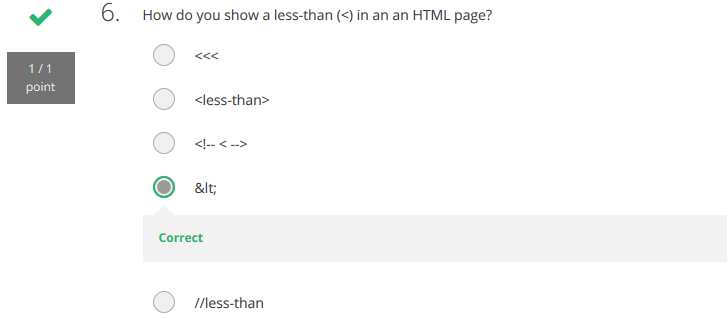 6. How do you show a less-than (<) in an an HTML page?
<<<
1 / 1
point
<less-than>
<!-- < -->
&lt;
Correct
//less-than